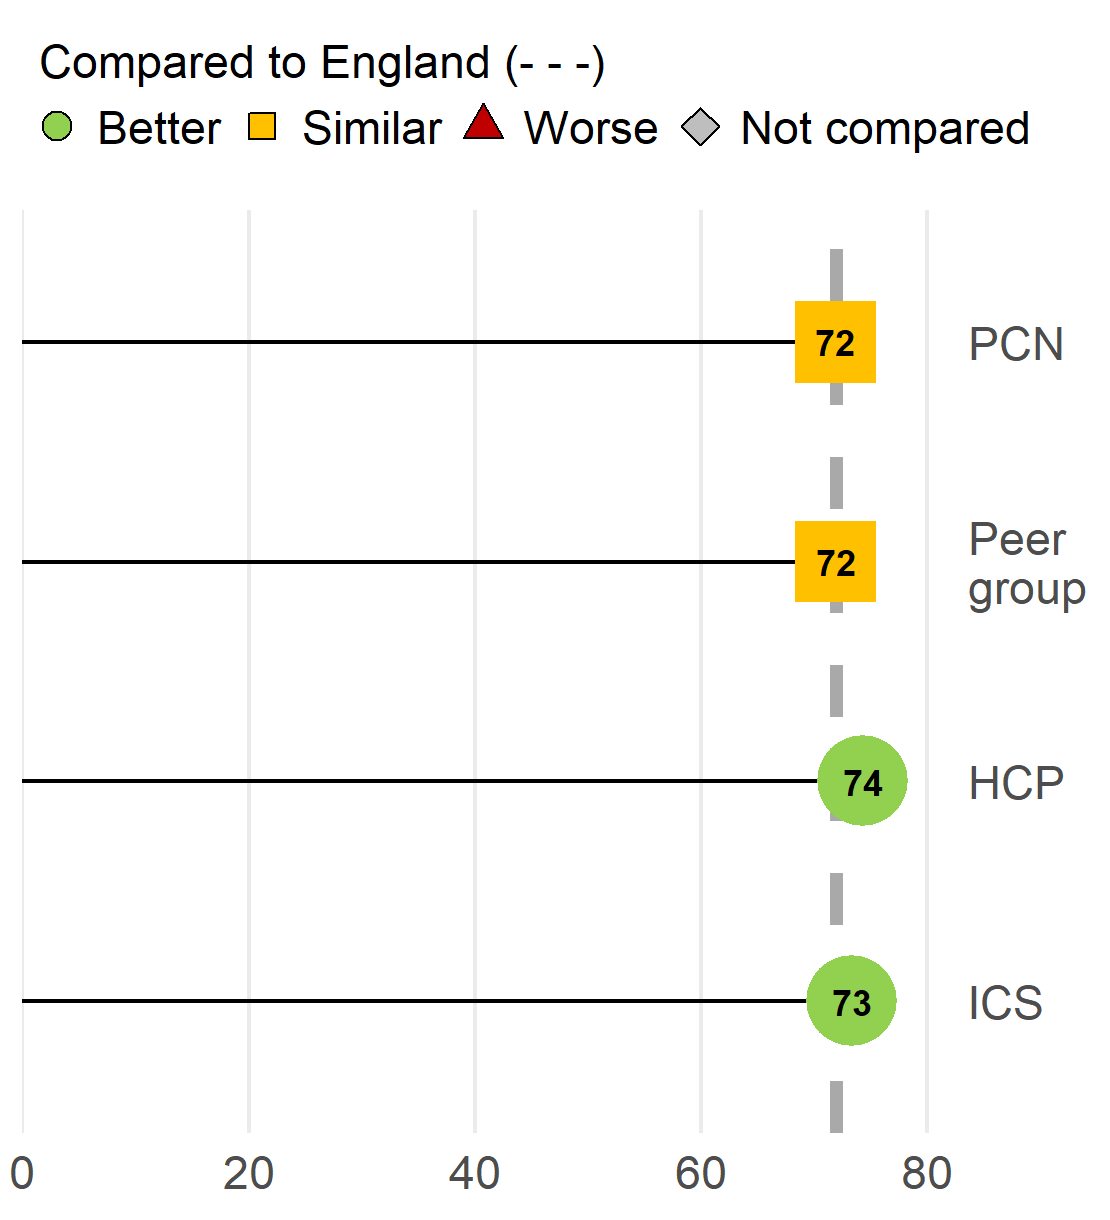 Compared to England (- - -)
Better Similar Worse Not compared
72 PCN
72 Peer
group
74 HCP
73 ICS
0 20 40 60 80